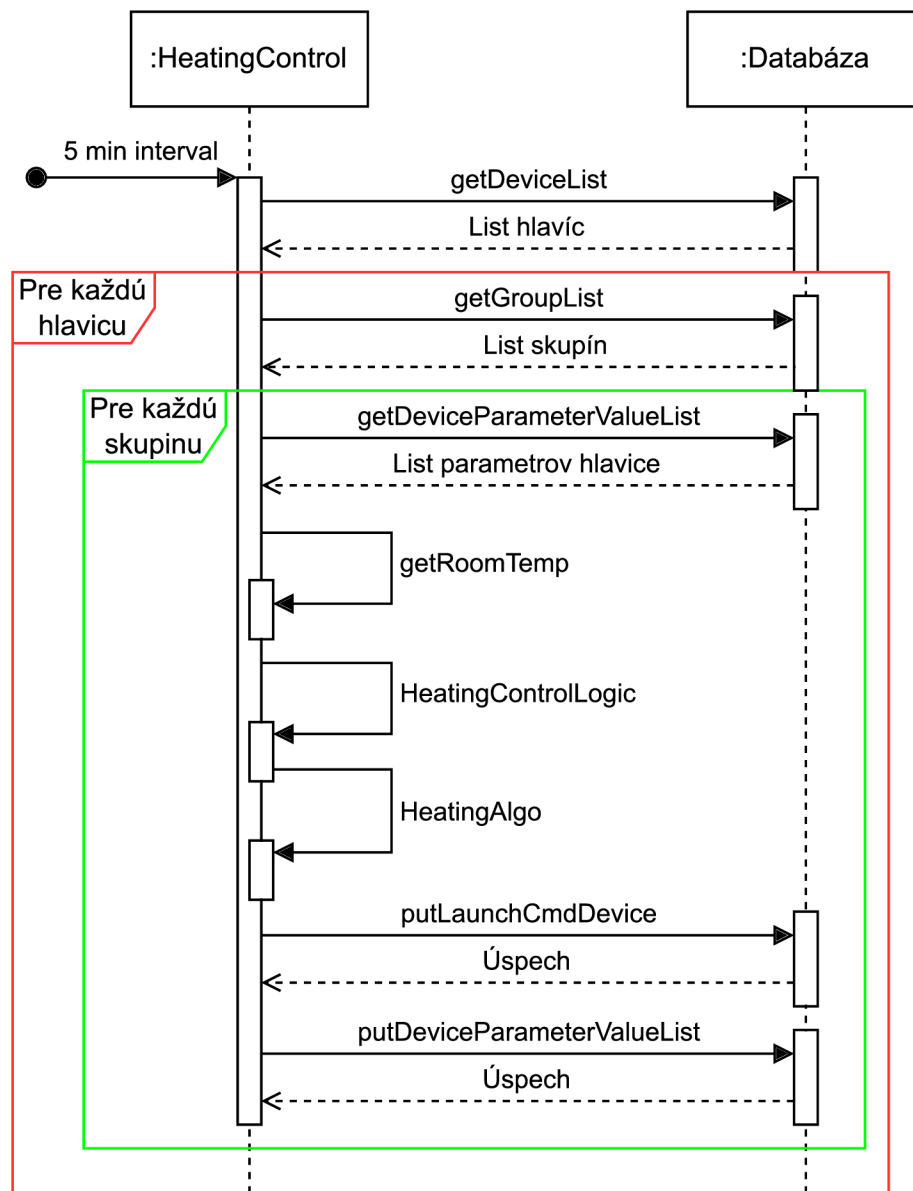 :HeatingControl
:Databáza
5 min interval
getDeviceList
List hlavíc
Pre každú
hlavicu
getGroupList
List skupín
Pre každú
skupinu
getDeviceParameterValueList
List parametrov hlavice
getRoomTemp
HeatingControlLogic
HeatingAlgo
putLaunchCmdDevice
Úspech
putDeviceParameterValueList
Úspech